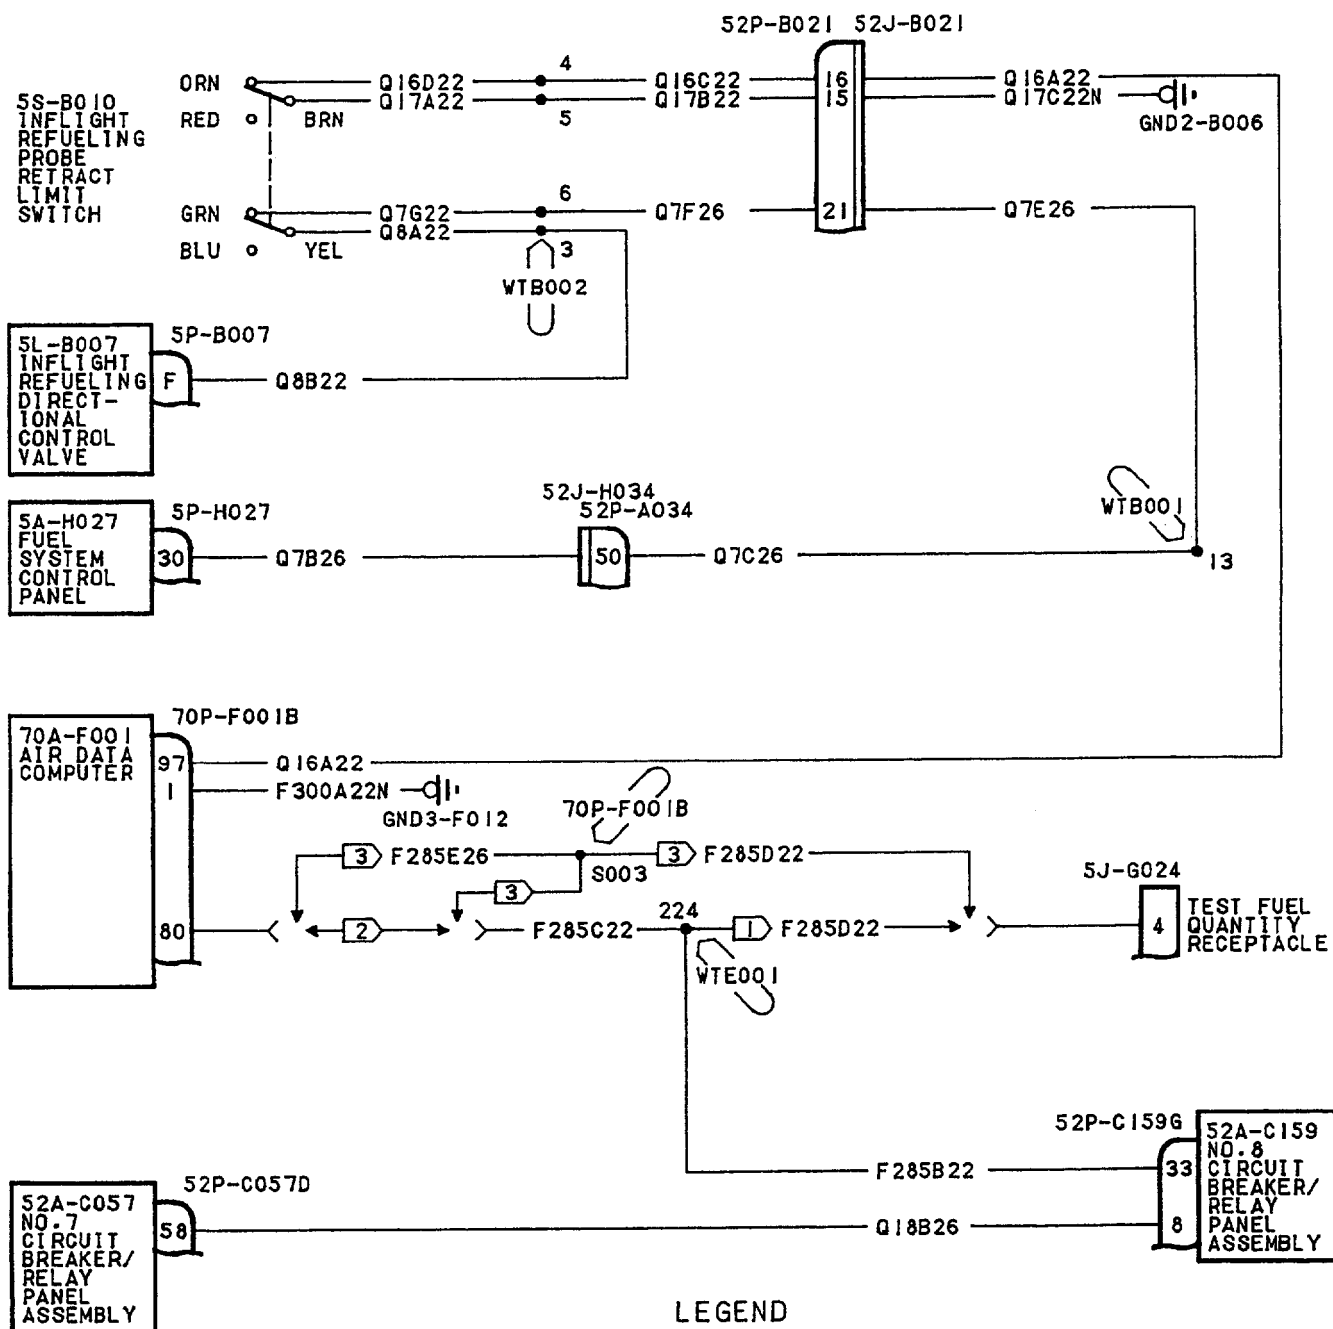 52P-B021 52J-B021
5S-B010
INFLIGHT
REFUELING
PROBE
RETRACT
LIMIT
SWITCH
ORN
RED
BRN
Q16D22
4
Q16C22
16
Q16A22
Q17A22
5
Q17B22
15
Q17C22N
GND2-B006
GRN
BLU
YEL
Q7G22
6
Q7F26
21
Q7E26
Q8A22
3
WTB002
5L-B007
INFLIGHT
REFUELING
DIRECT-
IONAL
CONTROL
VALVE
5P-B007
F
Q8B22
5A-H027
FUEL
SYSTEM
CONTROL
PANEL
5P-H027
30
Q7B26
52J-H034
52P-A034
50
Q7C26
WTB001
13
70A-F001
AIR DATA
COMPUTER
70P-F001B
97
Q16A22
1
F300A22N
GND3-F012
70P-F001B
3
F285E26
S003
3
F285D22
3
80
2
F285C22
224
1
F285D22
WTE001
5J-G024
4
TEST FUEL
QUANTITY
RECEPTACLE
52P-C159G
52A-C159
NO.8
CIRCUIT
BREAKER/
RELAY
PANEL
ASSEMBLY
F285B22
33
52P-C057D
52A-C057
NO.7
CIRCUIT
BREAKER/
RELAY
PANEL
ASSEMBLY
58
Q18B26
8
LEGEND